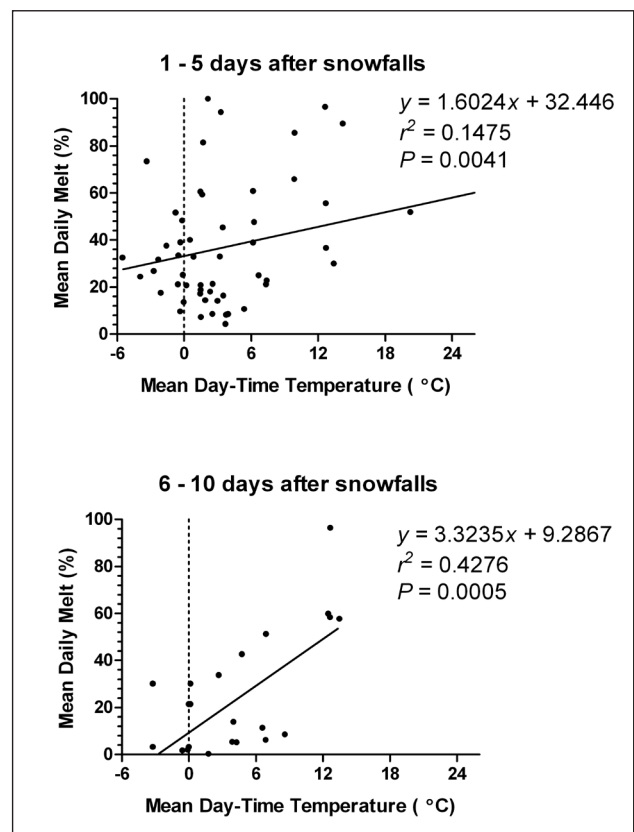 1 - 5 days after snowfalls
y = 1.6024x + 32.446
r² = 0.1475
P = 0.0041
Mean Daily Melt (%)
100
80
60
40
20
0
-6 0 6 12 18 24
Mean Day-Time Temperature ( °C)
6 - 10 days after snowfalls
y = 3.3235x + 9.2867
r² = 0.4276
P = 0.0005
Mean Daily Melt (%)
100
80
60
40
20
0
-6 0 6 12 18 24
Mean Day-Time Temperature ( °C)